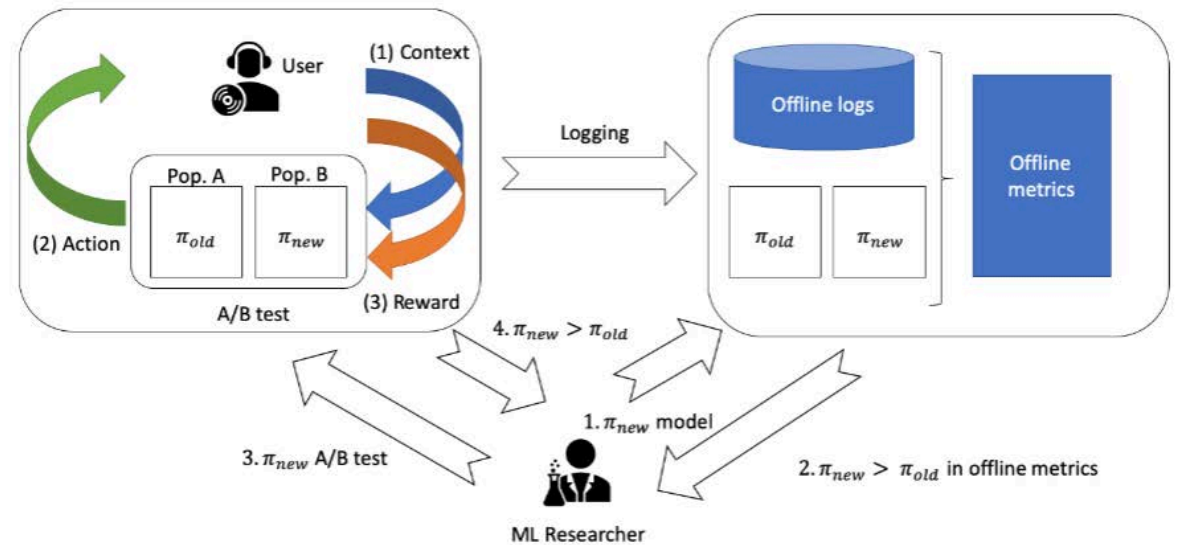 (1) Context
User
Pop. A
Pop. B
π_old
π_new
(2) Action
(3) Reward
A/B test
Logging
Offline logs
π_old
π_new
Offline
metrics
4. π_new > π_old
1. π_new model
3. π_new A/B test
2. π_new > π_old in offline metrics
ML Researcher